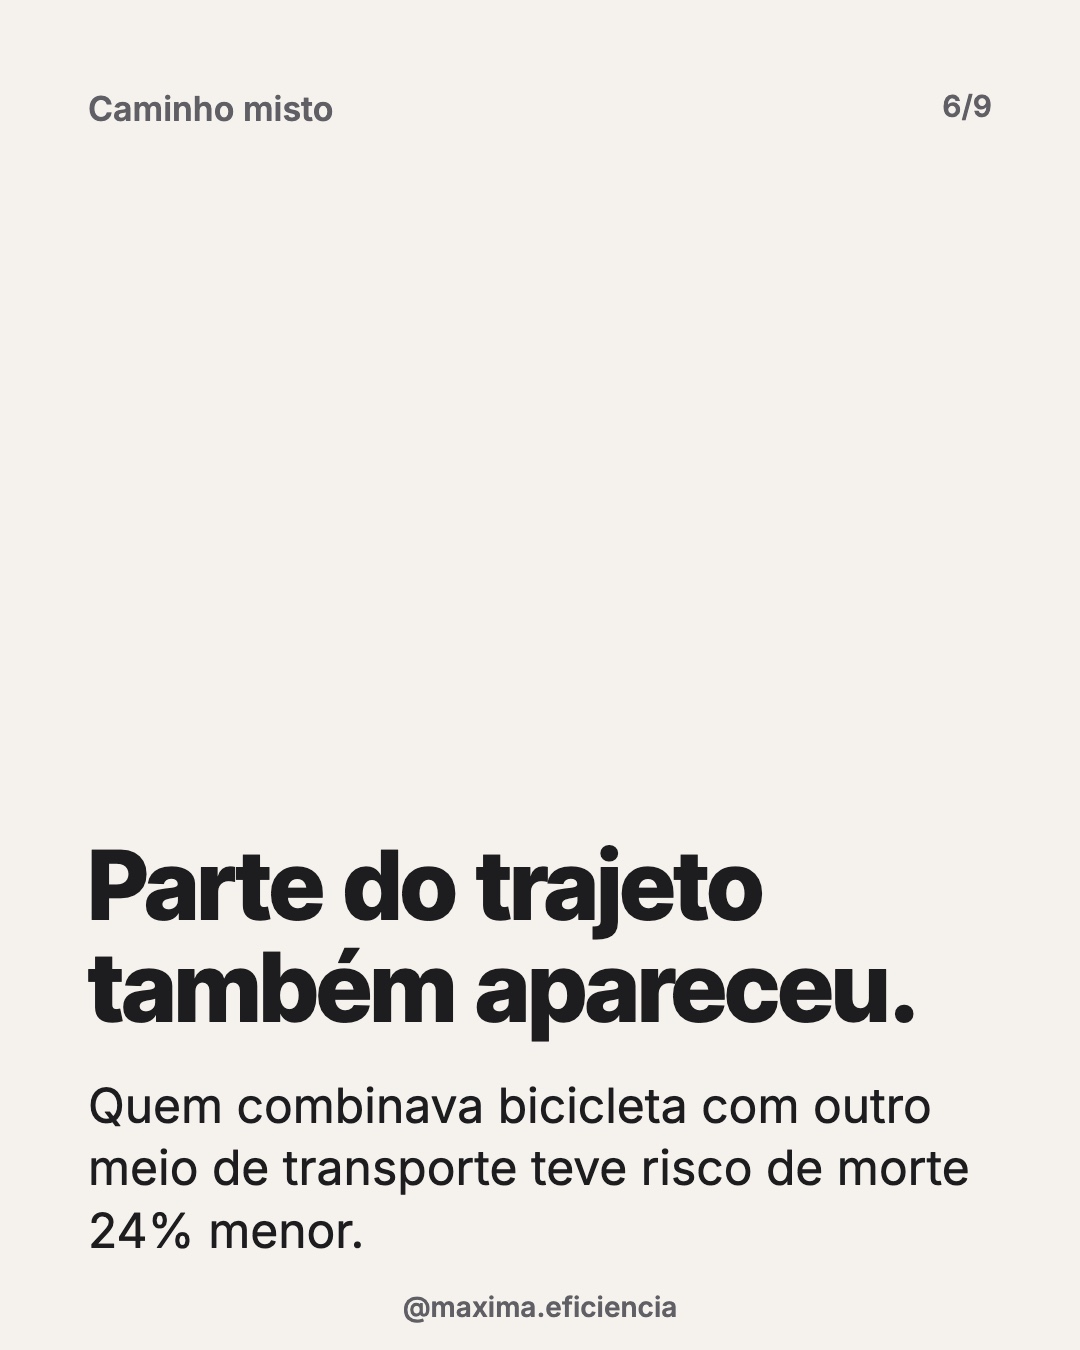 Caminho misto
6/9
Parte do trajeto
também apareceu.
Quem combinava bicicleta com outro
meio de transporte teve risco de morte
24% menor.
@maxima.eficiencia